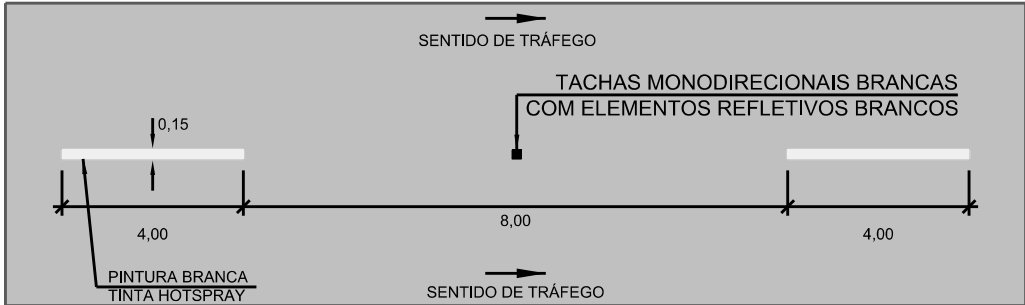 SENTIDO DE TRÁFEGO
TACHAS MONODIRECIONAIS BRANCAS
COM ELEMENTOS REFLETIVOS BRANCOS
0,15
4,00
8,00
4,00
PINTURA BRANCA
TINTA HOTSPRAY
SENTIDO DE TRÁFEGO